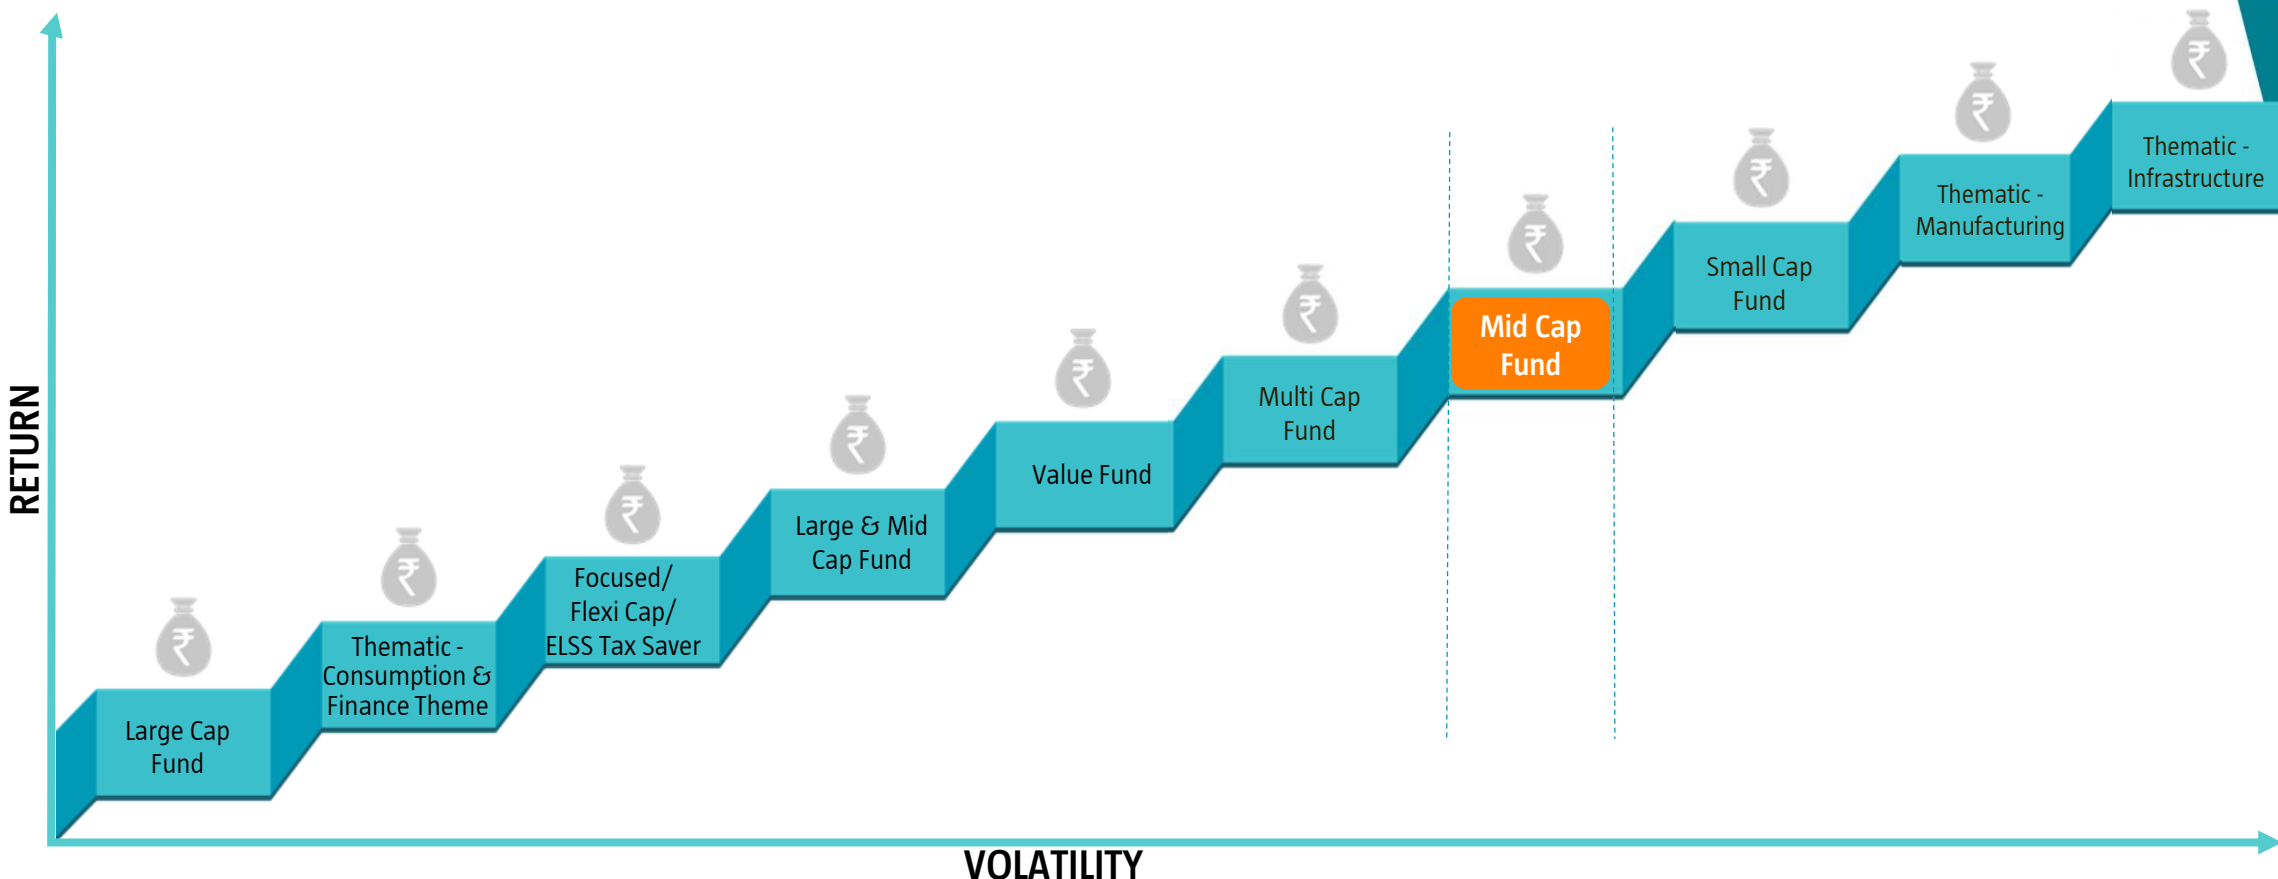 RETURN
Large Cap
Fund
Thematic -
Consumption &
Finance Theme
Focused/
Flexi Cap/
ELSS Tax Saver
Large & Mid
Cap Fund
Value Fund
Multi Cap
Fund
Mid Cap
Fund
Small Cap
Fund
Thematic -
Manufacturing
Thematic -
Infrastructure
₹
₹
₹
₹
₹
₹
₹
₹
₹
₹
VOLATILITY